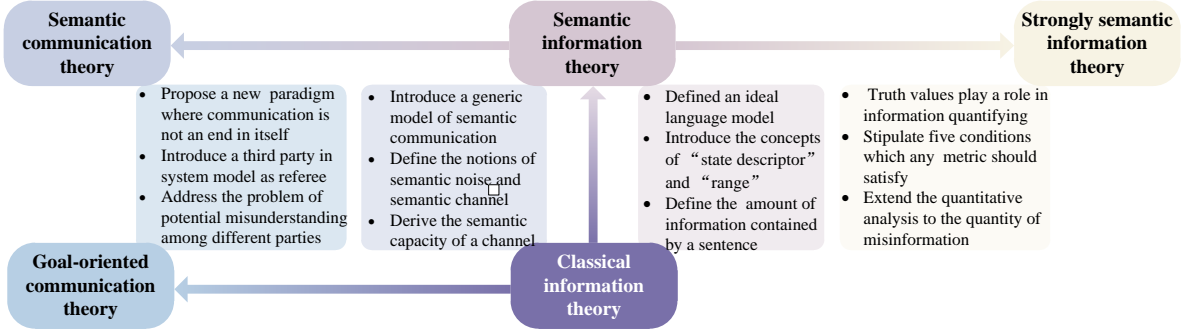 Semantic
communication
theory
Semantic
information
theory
Strongly semantic
information
theory
• Propose a new paradigm
where communication is
not an end in itself
• Introduce a third party in
system model as referee
• Address the problem of
potential misunderstanding
among different parties
• Introduce a generic
model of semantic
communication
• Define the notions of
semantic noise and
semantic channel
• Derive the semantic
capacity of a channel
• Defined an ideal
language model
• Introduce the concepts
of “state descriptor”
and “range”
• Define the amount of
information contained
by a sentence
• Truth values play a role in
information quantifying
• Stipulate five conditions
which any metric should
satisfy
• Extend the quantitative
analysis to the quantity of
misinformation
Goal-oriented
communication
theory
Classical
information
theory